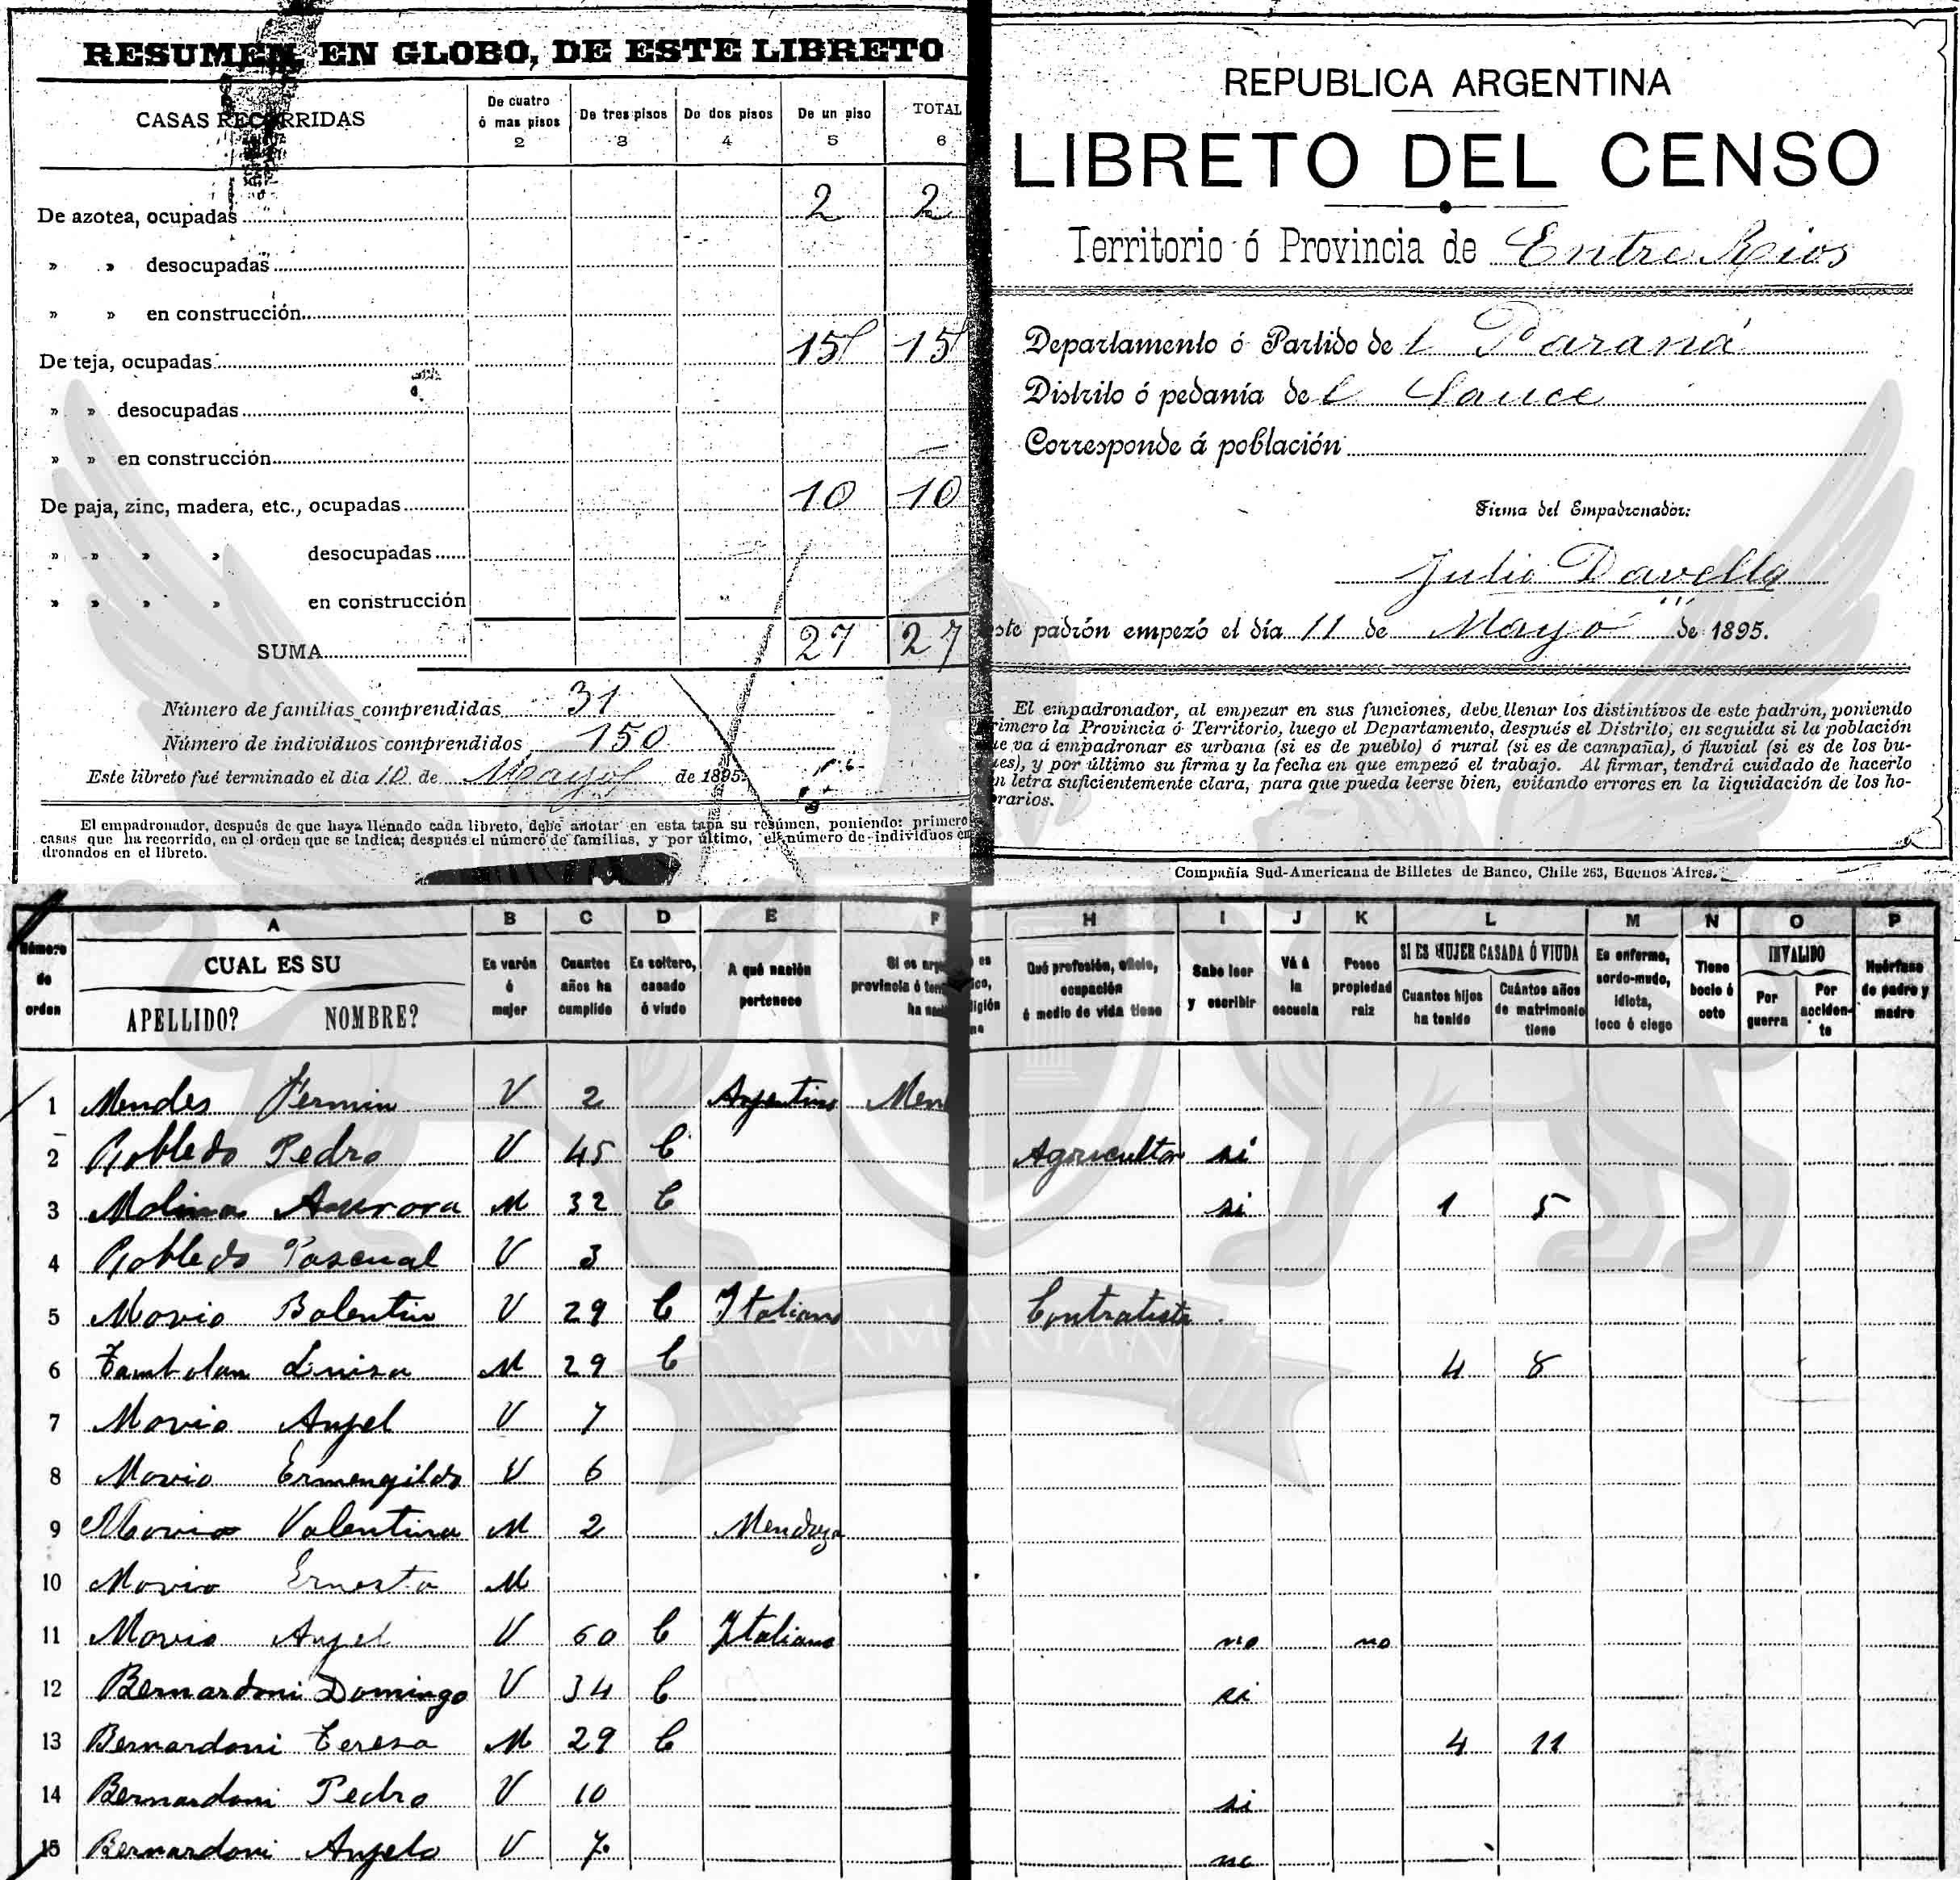 RESUMEN, EN GLOBO, DE ESTE LIBRETO
CASAS RECORRIDAS De cuatro ó mas pisos 2 De tres pisos 3 De dos pisos 4 De un piso 5 TOTAL 6
De azotea, ocupadas 2 2
» » desocupadas
» » en construcción
De teja, ocupadas 15 15
» » desocupadas
» » en construcción
De paja, zinc, madera, etc., ocupadas 10 10
» » » » desocupadas
» » » » en construcción
SUMA 27 27
Número de familias comprendidas 31
Número de individuos comprendidos 150
Este libreto fué terminado el dia 10 de Mayo de 1895.
El empadronador, después de que haya llenado cada libreto, debe anotar en esta tapa su resúmen, poniendo: primero
casas que ha recorrido, en el orden que se indica; después el número de familias, y por último, el número de individuos em
dronados en el libreto.
REPUBLICA ARGENTINA
LIBRETO DEL CENSO
Territorio ó Provincia de Entre Rios
Departamento ó Partido de l Paraná
Distrito ó pedanía de l Sauce
Corresponde á población
Firma del Empadronador:
Julio Davella
ste padrón empezó el día 11 de Mayo de 1895.
El empadronador, al empezar en sus funciones, debe llenar los distintivos de este padrón, poniendo
rimero la Provincia ó Territorio, luego el Departamento, después el Distrito, en seguida si la población
ue va á empadronar es urbana (si es de pueblo) ó rural (si es de campaña), ó fluvial (si es de los bu-
ues), y por último su firma y la fecha en que empezó el trabajo. Al firmar, tendrá cuidado de hacerlo
n letra suficientemente clara, para que pueda leerse bien, evitando errores en la liquidación de los ho-
rarios.
Compañía Sud-Americana de Billetes de Banco, Chile 263, Buenos Aires.
A B C D E F H I J K L M N O P
Número de orden CUAL ES SU APELLIDO? NOMBRE? Es varón ó mujer Cuantos años ha cumplido Es soltero, casado ó viudo A qué nación pertenece Qué profesión, oficio, ocupación ó medio de vida tiene Sabe leer y escribir Vá á la escuela Posee propiedad raiz SI ES MUJER CASADA Ó VIUDA Cuantos hijos ha tenido Cuántos años de matrimonio tiene Es enfermo, sordo-mudo, idiota, loco ó ciego Tiene bocio ó coto INVALIDO Por guerra Por acciden-te Huérfano de padre y madre
1 Mendes Fermin V 2 Argentino Men
2 Robledo Pedro V 45 C Agricultor si
3 Molina Aurora M 32 C si 1 5
4 Robledo Pascual V 3
5 Movio Balentin V 29 C Italiano Contratista
6 Tambolan Luisa M 29 C 4 8
7 Movio Anjel V 7
8 Movio Ermengildo V 6
9 Movio Valentina M 2 Mendoza
10 Movio Ernesta M
11 Movio Anjel V 60 C Italiano no no
12 Bernardoni Domingo V 34 C si
13 Bernardoni Teresa M 29 C 4 11
14 Bernardoni Pedro V 10 si
15 Bernardoni Anjelo V 7 no